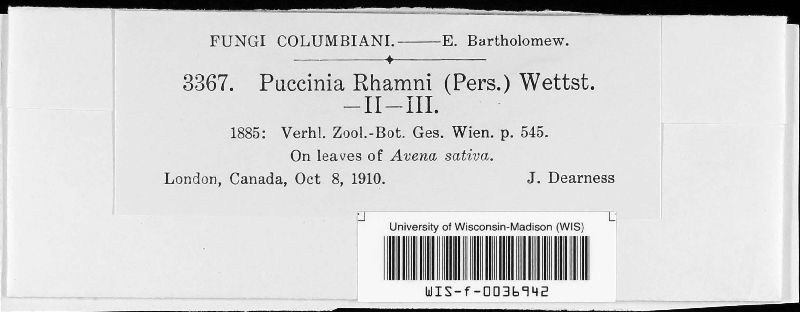 FUNGI COLUMBIANI.——E. Bartholomew.
3367. Puccinia Rhamni (Pers.) Wettst.
—II—III.
1885: Verhl. Zool.-Bot. Ges. Wien. p. 545.
On leaves of Avena sativa.
London, Canada, Oct 8, 1910. J. Dearness
University of Wisconsin-Madison (WIS)
WIS-f-0036942